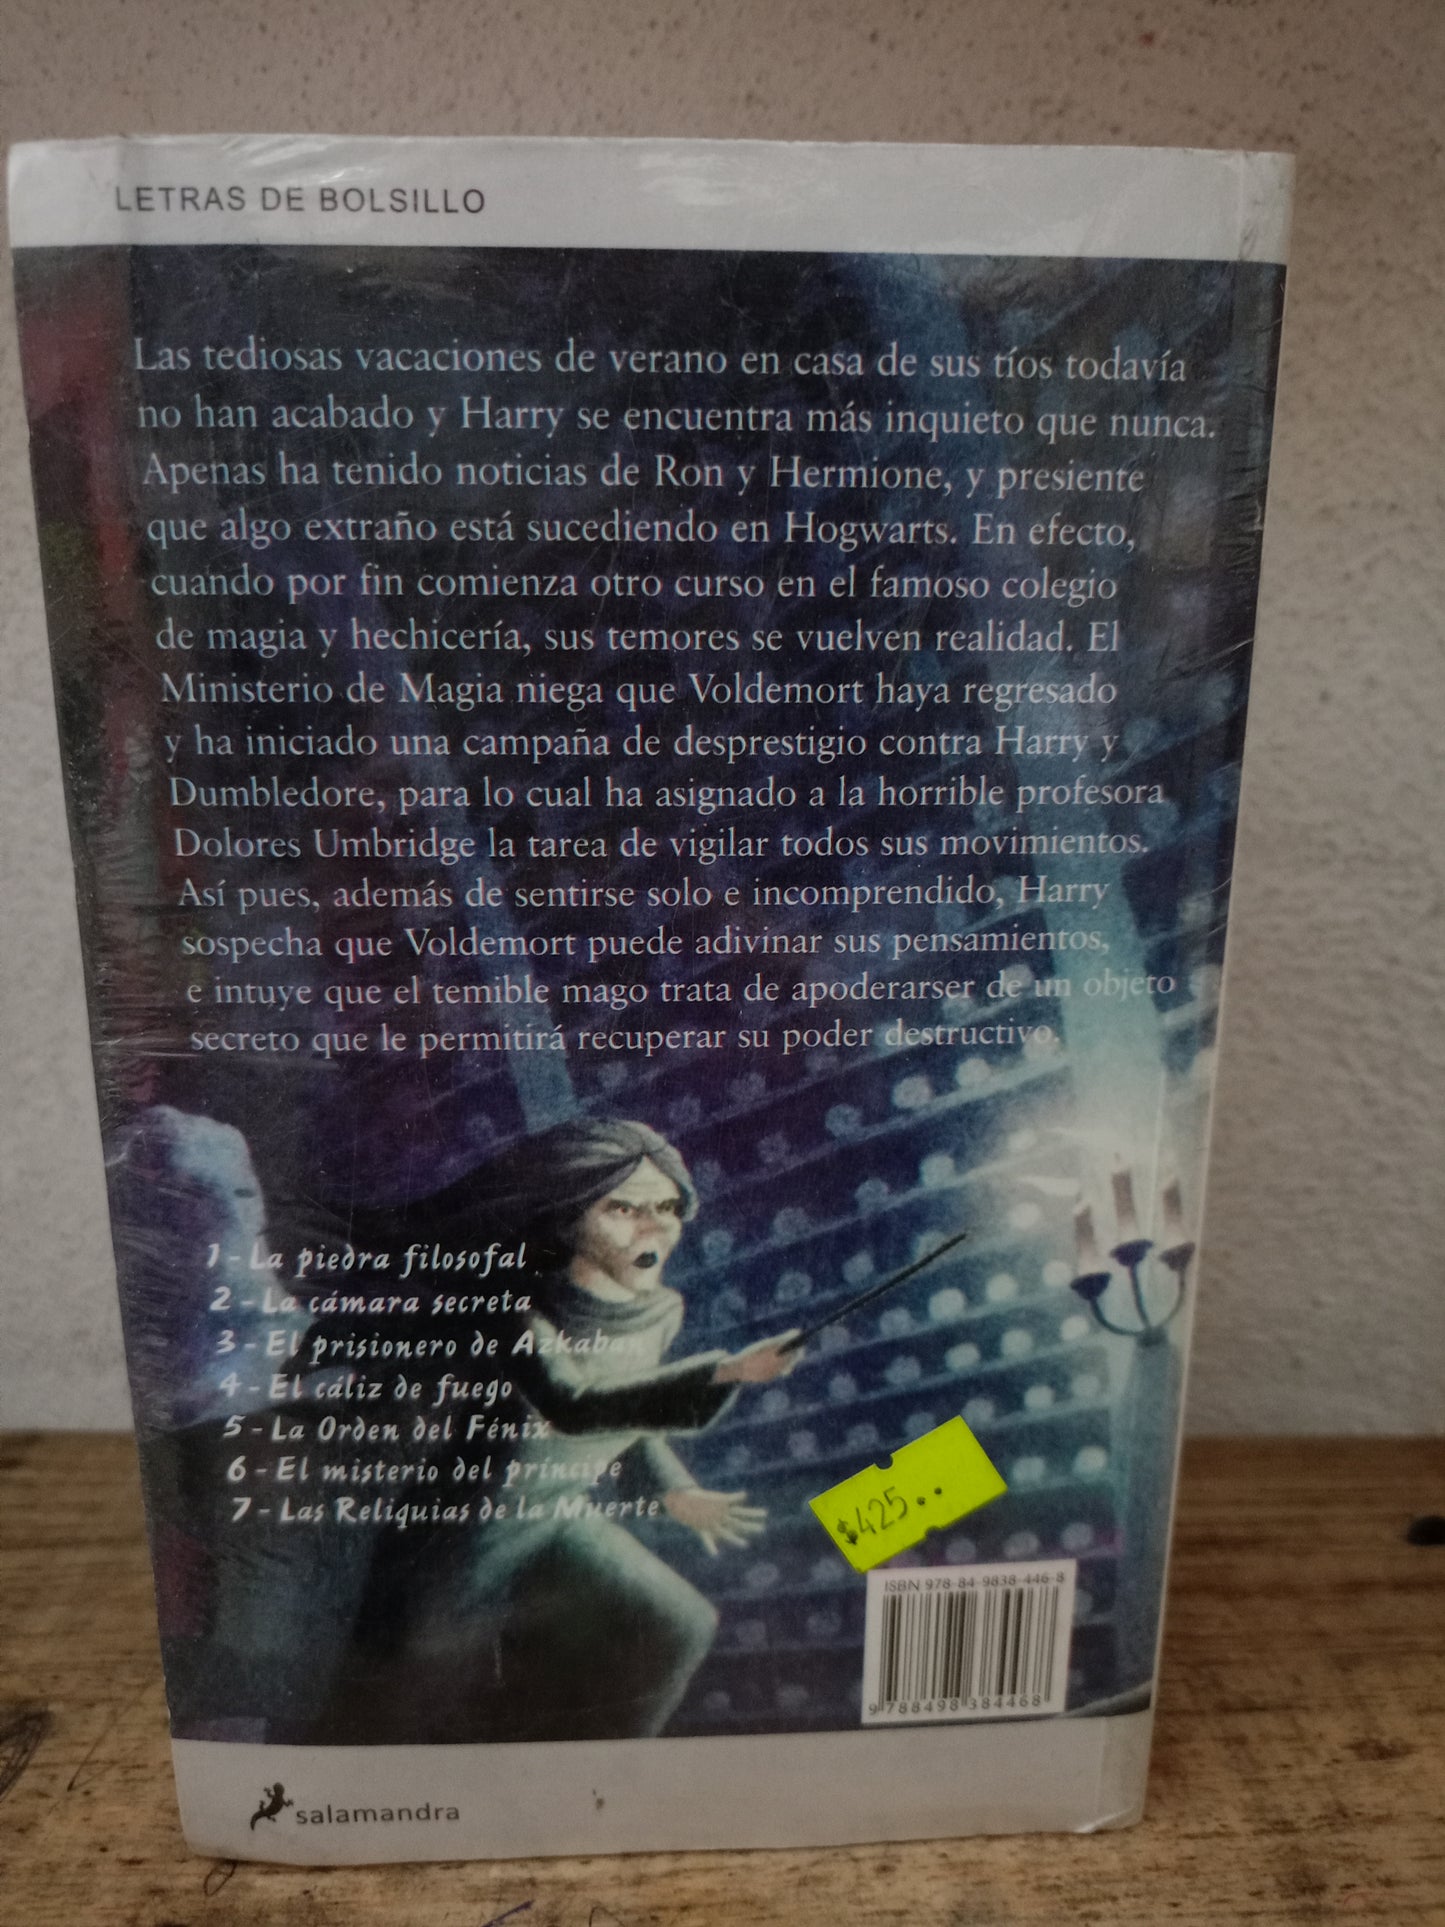 LETRAS DE BOLSILLO
Las tediosas vacaciones de verano en casa de sus tíos todavía
no han acabado y Harry se encuentra más inquieto que nunca.
Apenas ha tenido noticias de Ron y Hermione, y presiente
que algo extraño está sucediendo en Hogwarts. En efecto,
cuando por fin comienza otro curso en el famoso colegio
de magia y hechicería, sus temores se vuelven realidad. El
Ministerio de Magia niega que Voldemort haya regresado
y ha iniciado una campaña de desprestigio contra Harry y
Dumbledore, para lo cual ha asignado a la horrible profesora
Dolores Umbridge la tarea de vigilar todos sus movimientos.
Así pues, además de sentirse solo e incomprendido, Harry
sospecha que Voldemort puede adivinar sus pensamientos,
e intuye que el temible mago trata de apoderarser de un objeto
secreto que le permitirá recuperar su poder destructivo.
1 - La piedra filosofal
2 - La cámara secreta
3 - El prisionero de Azkaban
4 - El cáliz de fuego
5 - La Orden del Fénix
6 - El misterio del príncipe
7 - Las Reliquias de la Muerte
$425..
ISBN 978-84-9838-446-8
9 788498 384468
salamandra